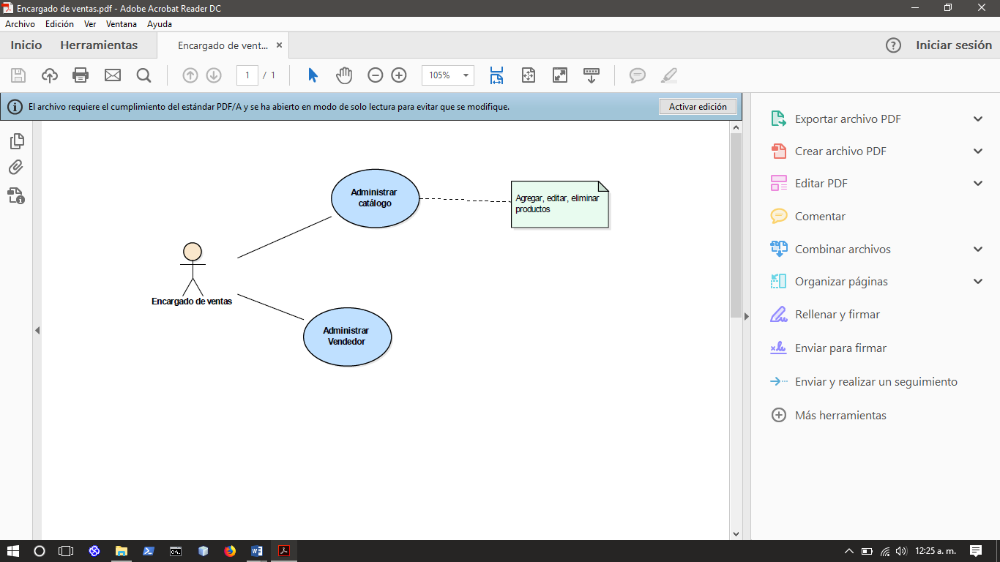 Encargado de ventas.pdf - Adobe Acrobat Reader DC
Archivo Edición Ver Ventana Ayuda
Inicio Herramientas Encargado de vent... × Iniciar sesión
1 / 1 105%
El archivo requiere el cumplimiento del estándar PDF/A y se ha abierto en modo de solo lectura para evitar que se modifique. Activar edición
Administrar
catálogo
Agregar, editar, eliminar
productos
Encargado de ventas
Administrar
Vendedor
Exportar archivo PDF
Crear archivo PDF
Editar PDF
Comentar
Combinar archivos
Organizar páginas
Rellenar y firmar
Enviar para firmar
Enviar y realizar un seguimiento
Más herramientas
12:25 a. m.